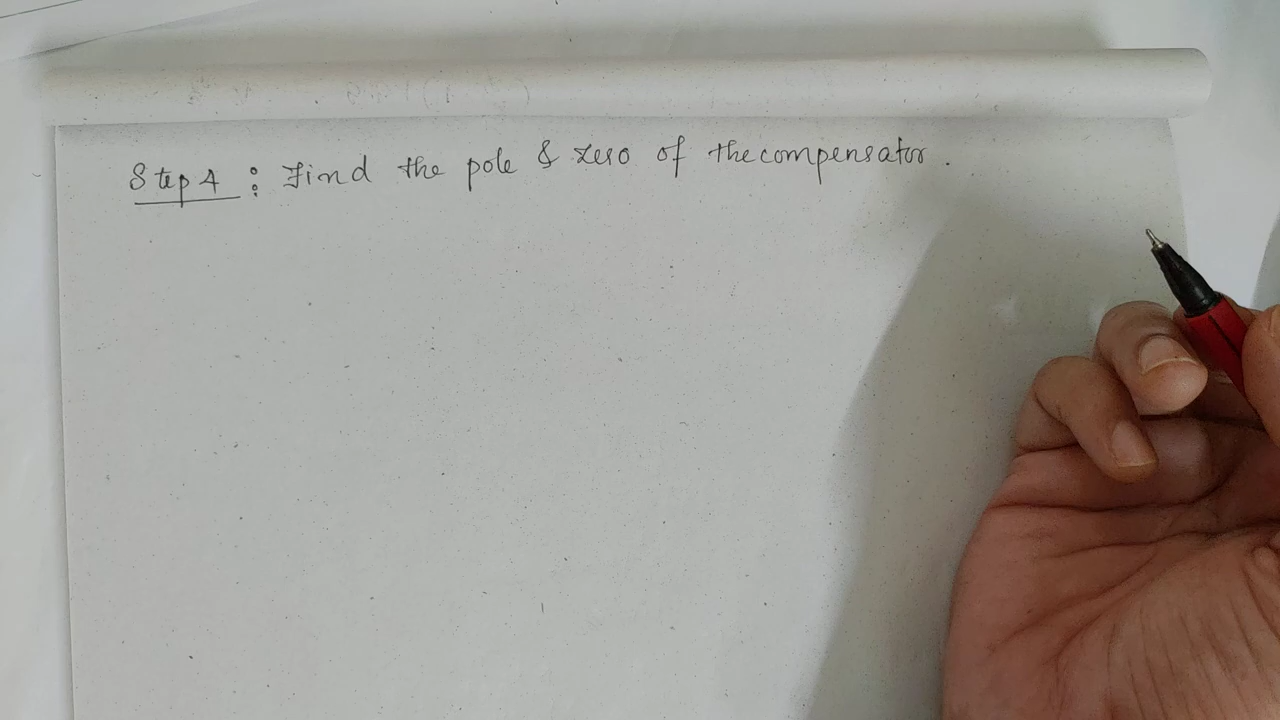 Step 4 : Find the pole & zero of the compensator .